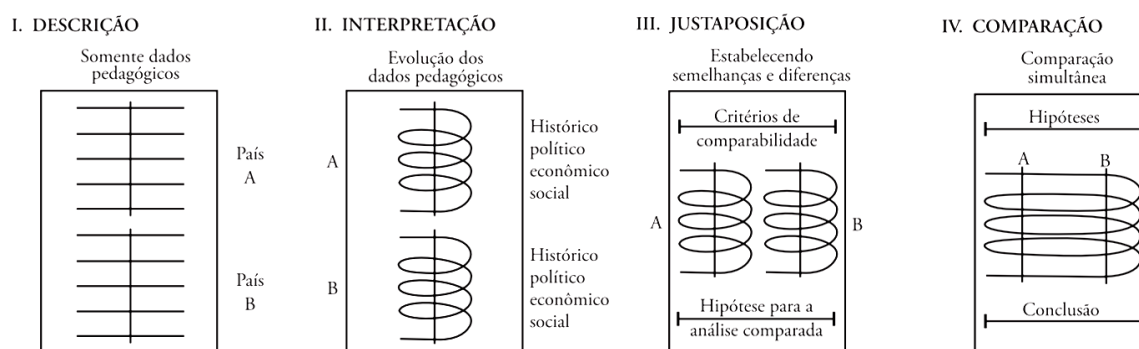 I. DESCRIÇÃO
Somente dados
pedagógicos
País
A
País
B
II. INTERPRETAÇÃO
Evolução dos
dados pedagógicos
A
Histórico
político
econômico
social
B
Histórico
político
econômico
social
III. JUSTAPOSIÇÃO
Estabelecendo
semelhanças e diferenças
Critérios de
comparabilidade
A
B
Hipótese para a
análise comparada
IV. COMPARAÇÃO
Comparação
simultânea
Hipóteses
A B
Conclusão